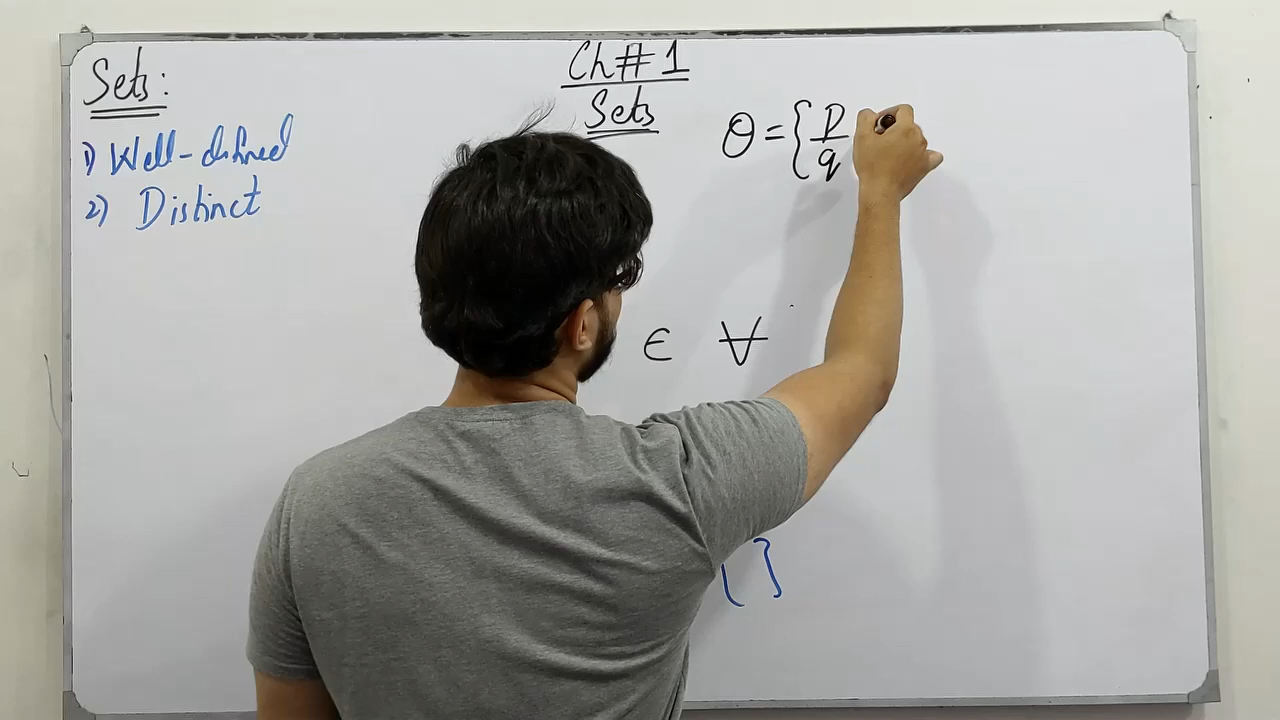 Ch# 1
Sets
Sets:
1) Well-defined
2) Distinct
Q = { p/q
∈ ∀
{ }